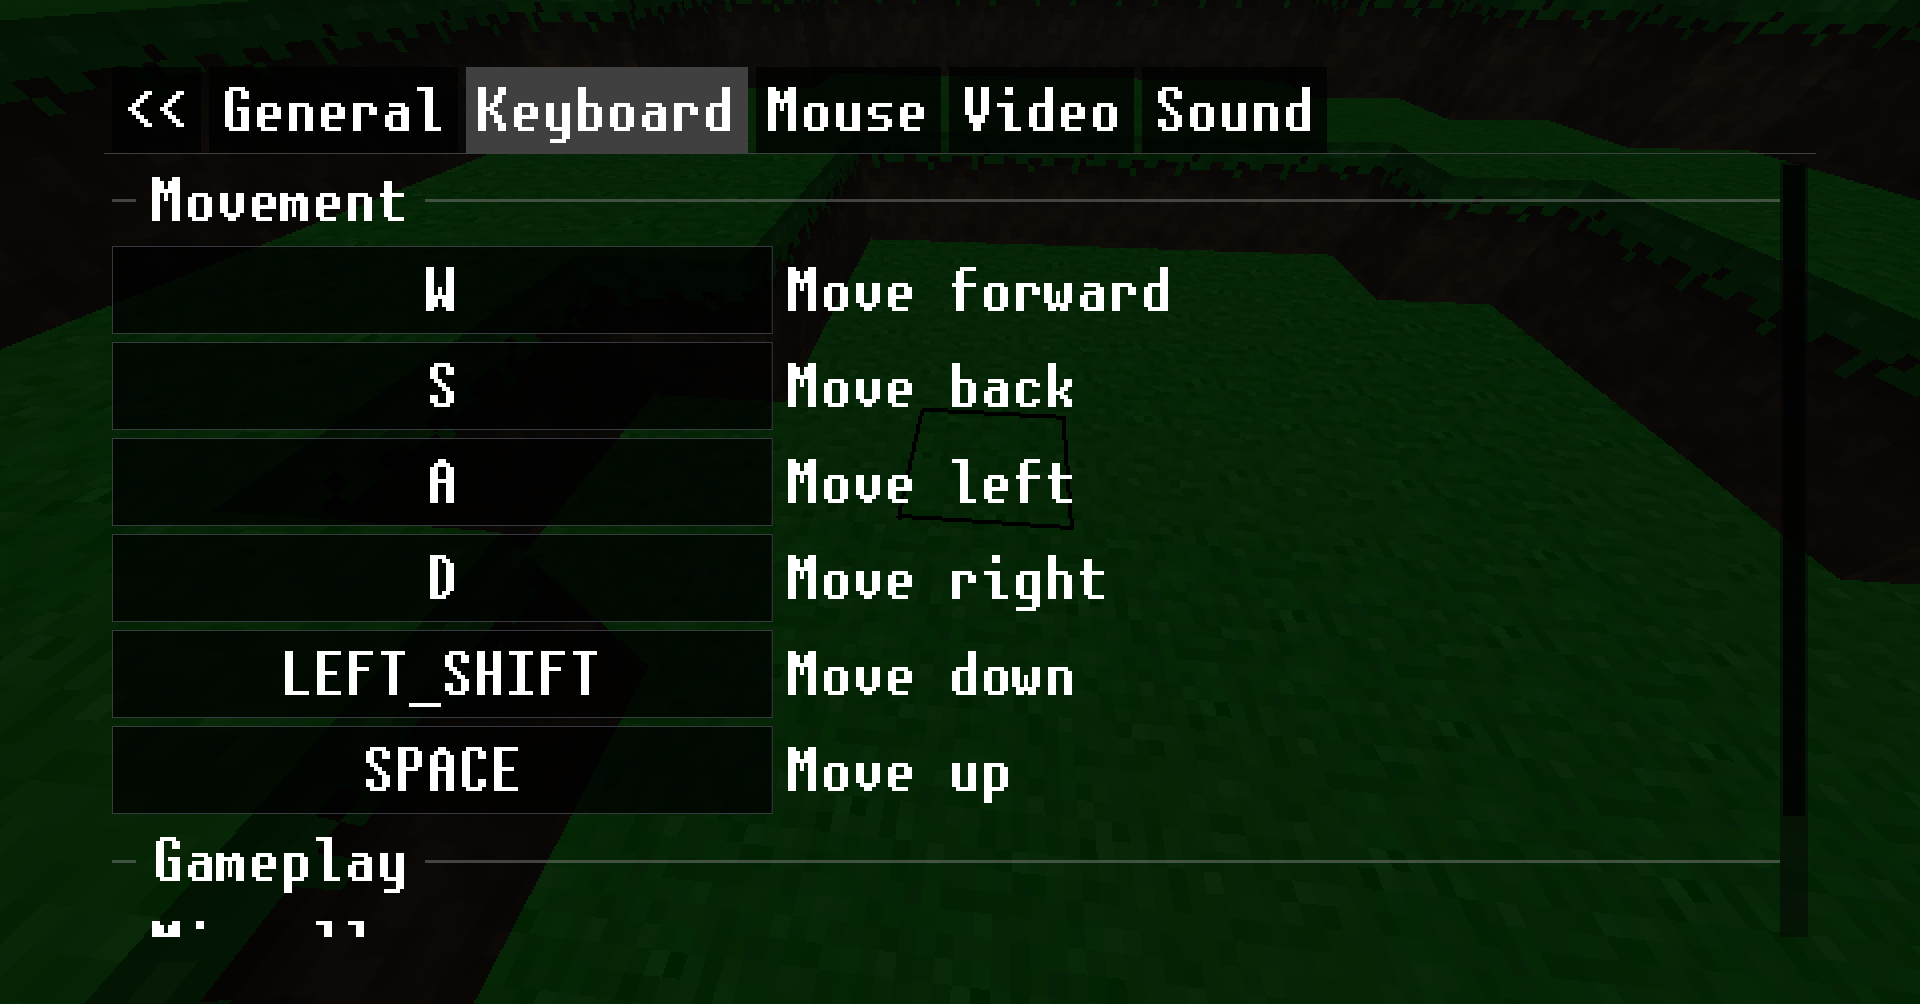 << General Keyboard Mouse Video Sound
Movement
W Move forward
S Move back
A Move left
D Move right
LEFT_SHIFT Move down
SPACE Move up
Gameplay